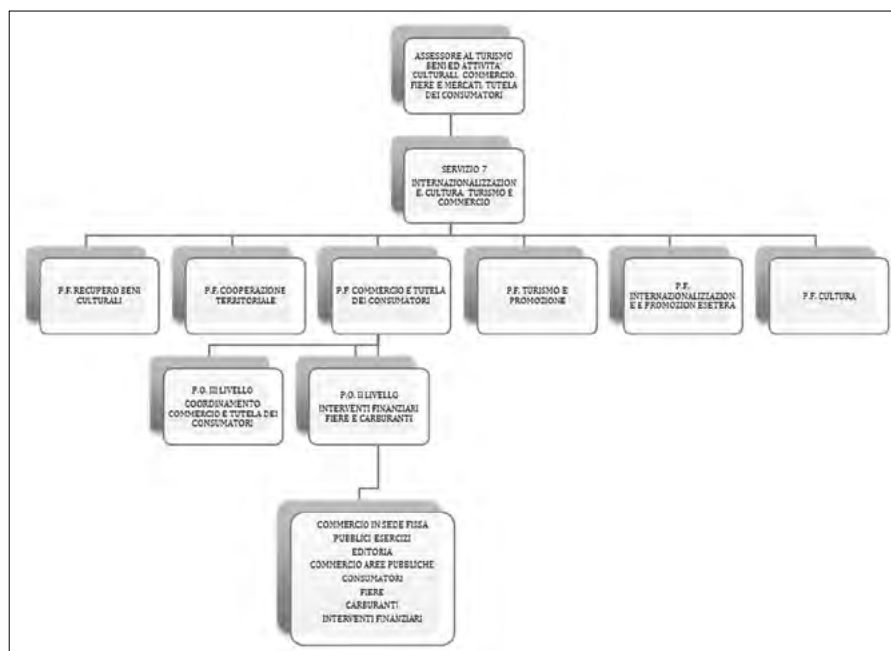 ASSESSORE AL TURISMO
BENI ED ATTIVITA'
CULTURALI, COMMERCIO,
FIERE E MERCATI, TUTELA
DEI CONSUMATORI
SERVIZIO 7
INTERNAZIONALIZZAZION
E, CULTURA, TURISMO E
COMMERCIO
P.F. RECUPERO BENI
CULTURALI
P.F. COOPERAZIONE
TERRITORIALE
P.F. COMMERCIO E TUTELA
DEI CONSUMATORI
P.F. TURISMO E
PROMOZIONE
P.F.
INTERNAZIONALIZZAZION
E E PROMOZION ESETERA
P.F. CULTURA
P.O. III LIVELLO
COORDINAMENTO
COMMERCIO E TUTELA DEI
CONSUMATORI
P.O. II LIVELLO
INTERVENTI FINANZIARI
FIERE E CARBURANTI
COMMERCIO IN SEDE FISSA
PUBBLICI ESERCIZI
EDITORIA
COMMERCIO AREE PUBBLICHE
CONSUMATORI
FIERE
CARBURANTI
INTERVENTI FINANZIARI